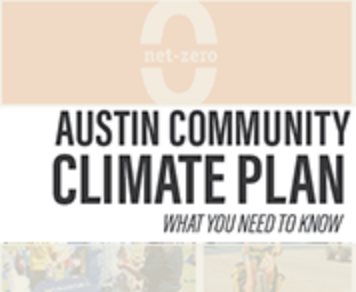 net-zero
AUSTIN COMMUNITY
CLIMATE PLAN
WHAT YOU NEED TO KNOW